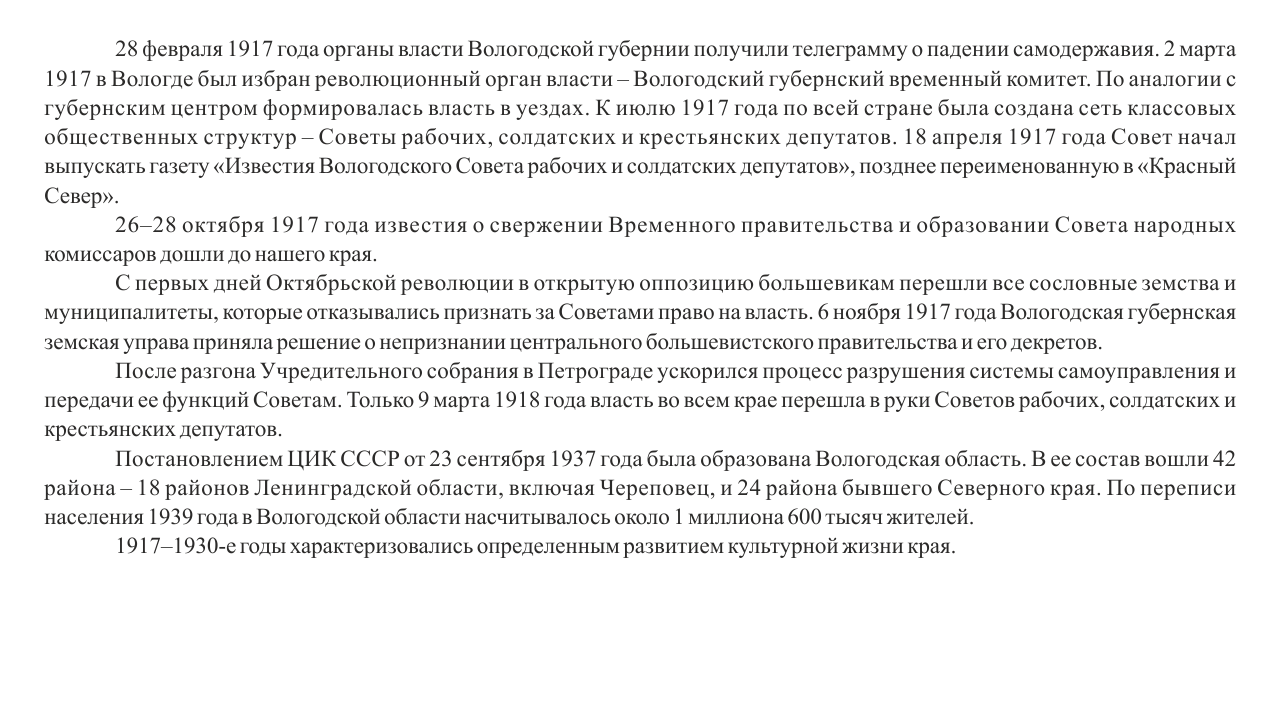 28 февраля 1917 года органы власти Вологодской губернии получили телеграмму о падении самодержавия. 2 марта
1917 в Вологде был избран революционный орган власти – Вологодский губернский временный комитет. По аналогии с
губернским центром формировалась власть в уездах. К июлю 1917 года по всей стране была создана сеть классовых
общественных структур – Советы рабочих, солдатских и крестьянских депутатов. 18 апреля 1917 года Совет начал
выпускать газету «Известия Вологодского Совета рабочих и солдатских депутатов», позднее переименованную в «Красный
Север».
26–28 октября 1917 года известия о свержении Временного правительства и образовании Совета народных
комиссаров дошли до нашего края.
С первых дней Октябрьской революции в открытую оппозицию большевикам перешли все сословные земства и
муниципалитеты, которые отказывались признать за Советами право на власть. 6 ноября 1917 года Вологодская губернская
земская управа приняла решение о непризнании центрального большевистского правительства и его декретов.
После разгона Учредительного собрания в Петрограде ускорился процесс разрушения системы самоуправления и
передачи ее функций Советам. Только 9 марта 1918 года власть во всем крае перешла в руки Советов рабочих, солдатских и
крестьянских депутатов.
Постановлением ЦИК СССР от 23 сентября 1937 года была образована Вологодская область. В ее состав вошли 42
района – 18 районов Ленинградской области, включая Череповец, и 24 района бывшего Северного края. По переписи
населения 1939 года в Вологодской области насчитывалось около 1 миллиона 600 тысяч жителей.
1917–1930-е годы характеризовались определенным развитием культурной жизни края.